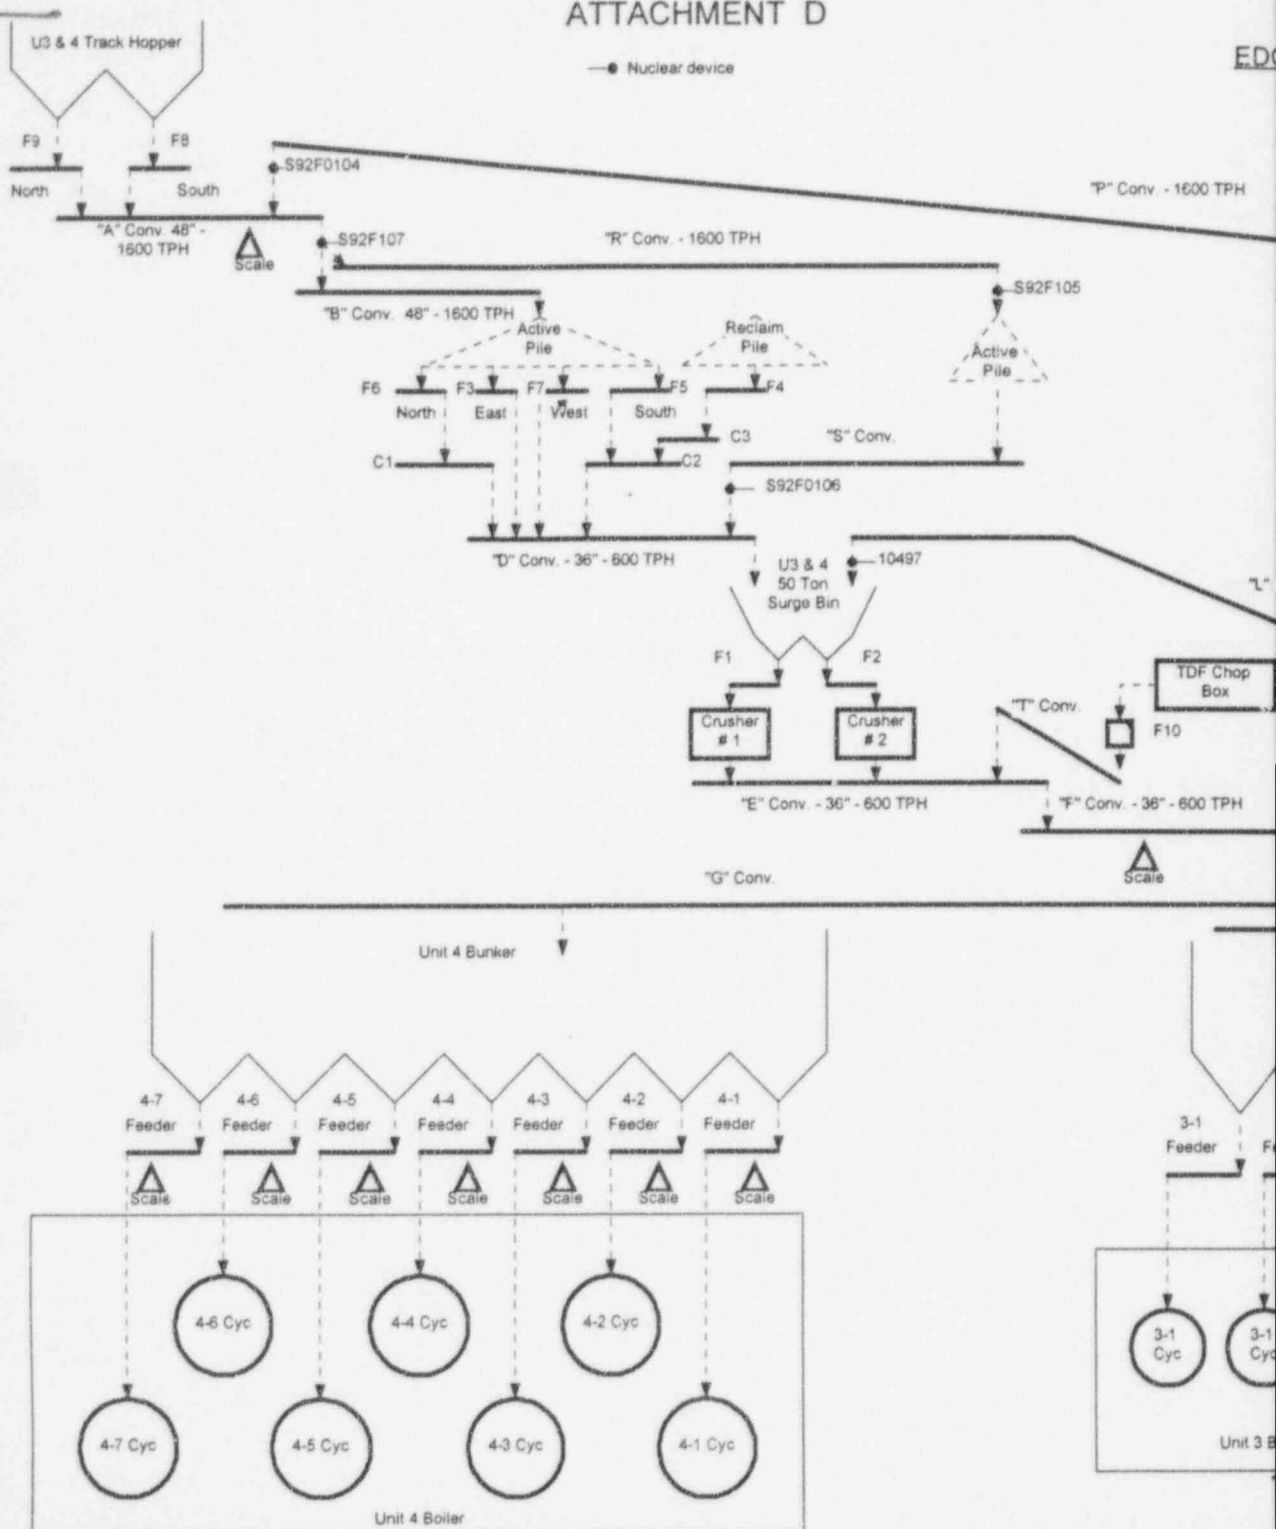 ATTACHMENT D
U3 & 4 Track Hopper
Nuclear device
F9
F8
S92F0104
North
South
"P" Conv. - 1600 TPH
"A" Conv. 48" -
1600 TPH
Scale
S92F107
"R" Conv. - 1600 TPH
S92F105
"B" Conv. 48" - 1600 TPH
Active
Pile
Reclaim
Pile
Active
Pile
F6
F3
F7
F5
F4
North
East
West
South
C3
"S" Conv.
C1
C2
S92F0106
"D" Conv. - 36" - 600 TPH
U3 & 4
50 Ton
Surge Bin
10497
"L"
F1
F2
TDF Chop
Box
"T" Conv.
F10
Crusher
# 1
Crusher
# 2
"E" Conv. - 36" - 600 TPH
"F" Conv. - 36" - 600 TPH
Scale
"G" Conv.
Unit 4 Bunker
4-7
Feeder
4-6
Feeder
4-5
Feeder
4-4
Feeder
4-3
Feeder
4-2
Feeder
4-1
Feeder
3-1
Feeder
Scale
Scale
Scale
Scale
Scale
Scale
Scale
4-6 Cyc
4-4 Cyc
4-2 Cyc
3-1
Cyc
3-1
Cyc
4-7 Cyc
4-5 Cyc
4-3 Cyc
4-1 Cyc
Unit 3 B
Unit 4 Boiler